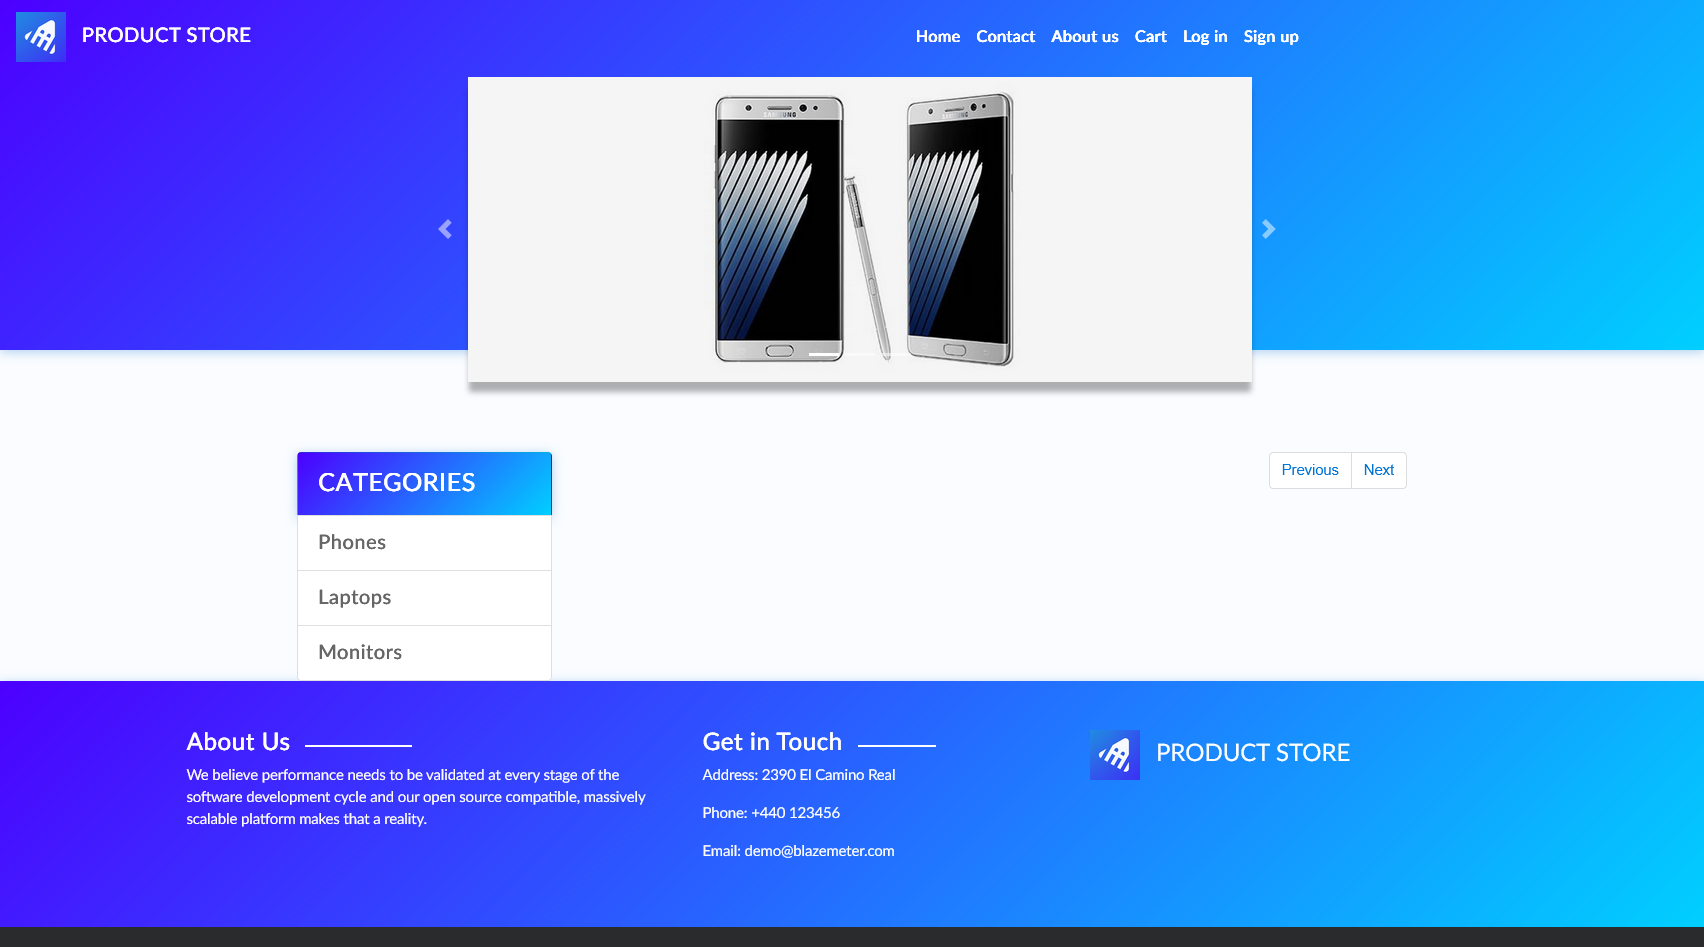 PRODUCT STORE
Home Contact About us Cart Log in Sign up
SAMSUNG SAMSUNG
CATEGORIES
Previous Next
Phones
Laptops
Monitors
About Us
We believe performance needs to be validated at every stage of the
software development cycle and our open source compatible, massively
scalable platform makes that a reality.
Get in Touch
Address: 2390 El Camino Real
Phone: +440 123456
Email: demo@blazemeter.com
PRODUCT STORE